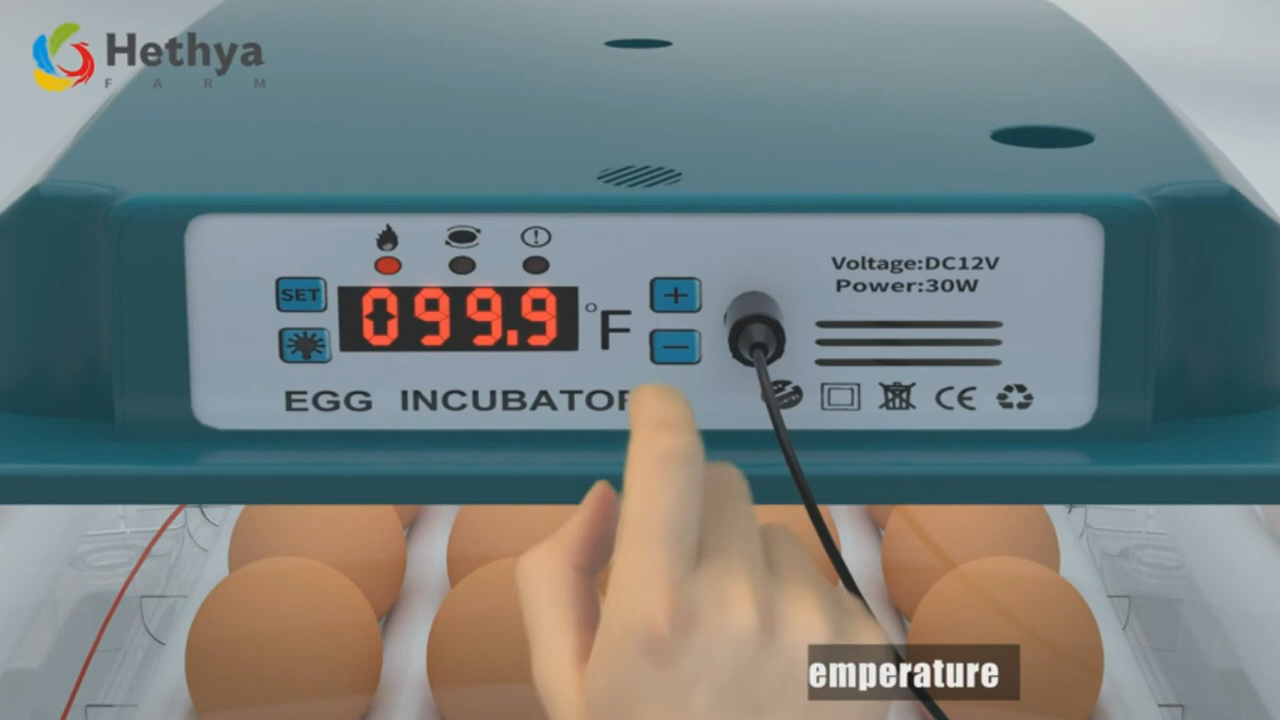 Hethya
FARM
Voltage:DC12V
Power:30W
SET
099.9
°F
+
−
EGG INCUBATOR
CE
emperature